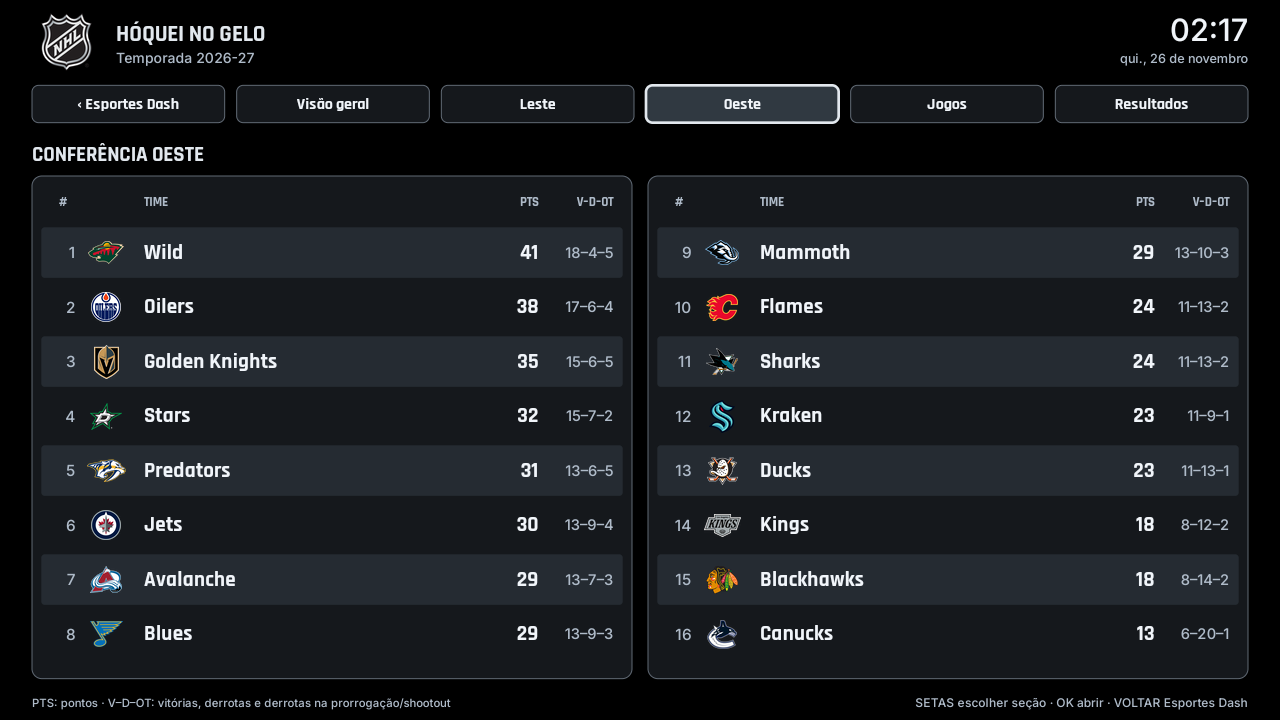 NHL
HÓQUEI NO GELO
Temporada 2026-27
02:17
qui., 26 de novembro
‹ Esportes Dash
Visão geral
Leste
Oeste
Jogos
Resultados
CONFERÊNCIA OESTE
# TIME PTS V-D-OT
1 Wild 41 18–4–5
2 OILERS Oilers 38 17–6–4
3 Golden Knights 35 15–6–5
4 Stars 32 15–7–2
5 Predators 31 13–6–5
6 Jets 30 13–9–4
7 Avalanche 29 13–7–3
8 Blues 29 13–9–3
# TIME PTS V-D-OT
9 Mammoth 29 13–10–3
10 Flames 24 11–13–2
11 Sharks 24 11–13–2
12 Kraken 23 11–9–1
13 Ducks 23 11–13–1
14 KINGS Kings 18 8–12–2
15 Blackhawks 18 8–14–2
16 Canucks 13 6–20–1
PTS: pontos · V–D–OT: vitórias, derrotas e derrotas na prorrogação/shootout
SETAS escolher seção · OK abrir · VOLTAR Esportes Dash